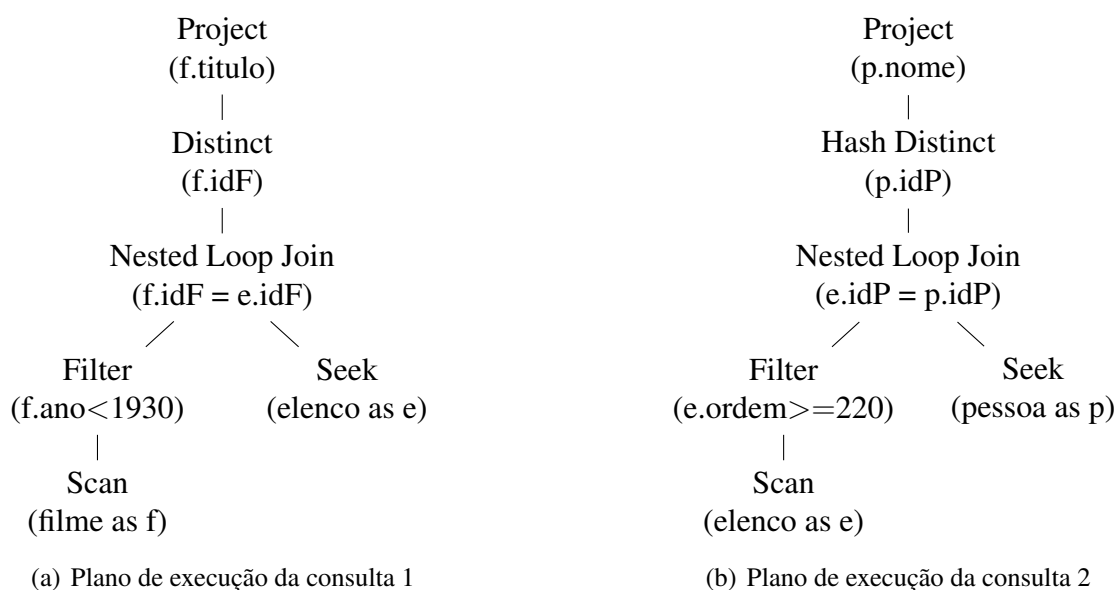 Project
(f.titulo)
Distinct
(f.idF)
Nested Loop Join
(f.idF = e.idF)
Filter
(f.ano<1930)
Seek
(elenco as e)
Scan
(filme as f)
(a) Plano de execução da consulta 1
Project
(p.nome)
Hash Distinct
(p.idP)
Nested Loop Join
(e.idP = p.idP)
Filter
(e.ordem>=220)
Seek
(pessoa as p)
Scan
(elenco as e)
(b) Plano de execução da consulta 2